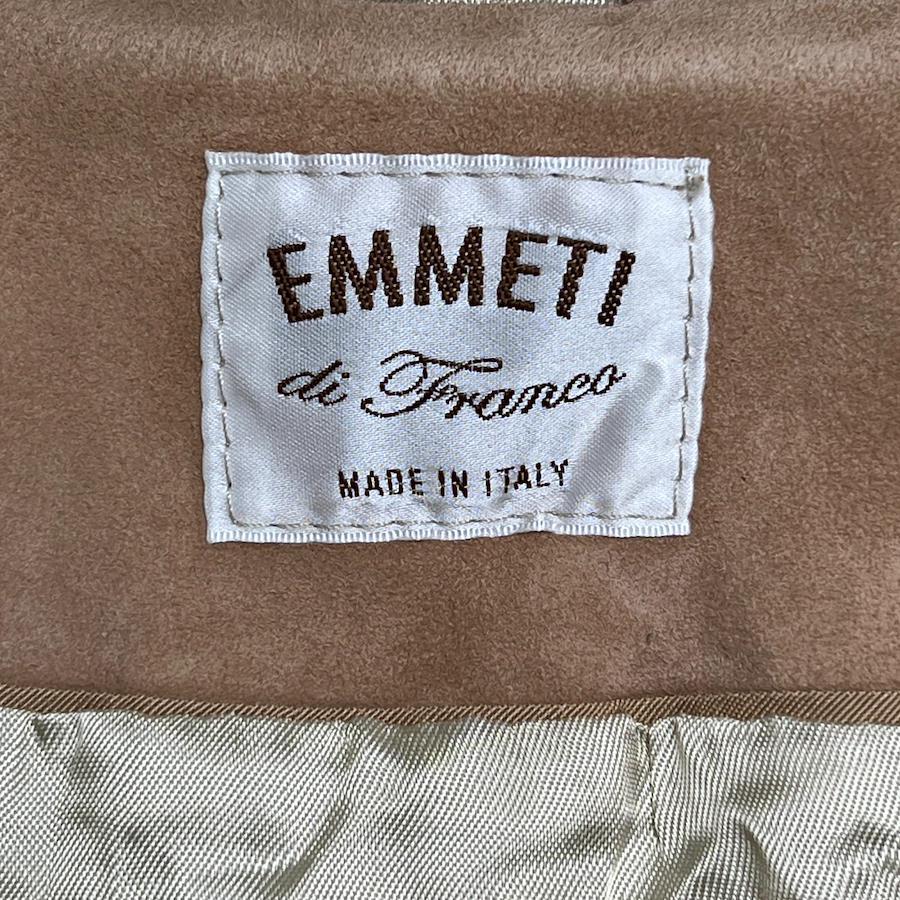 EMMETI
di Franco
MADE IN ITALY